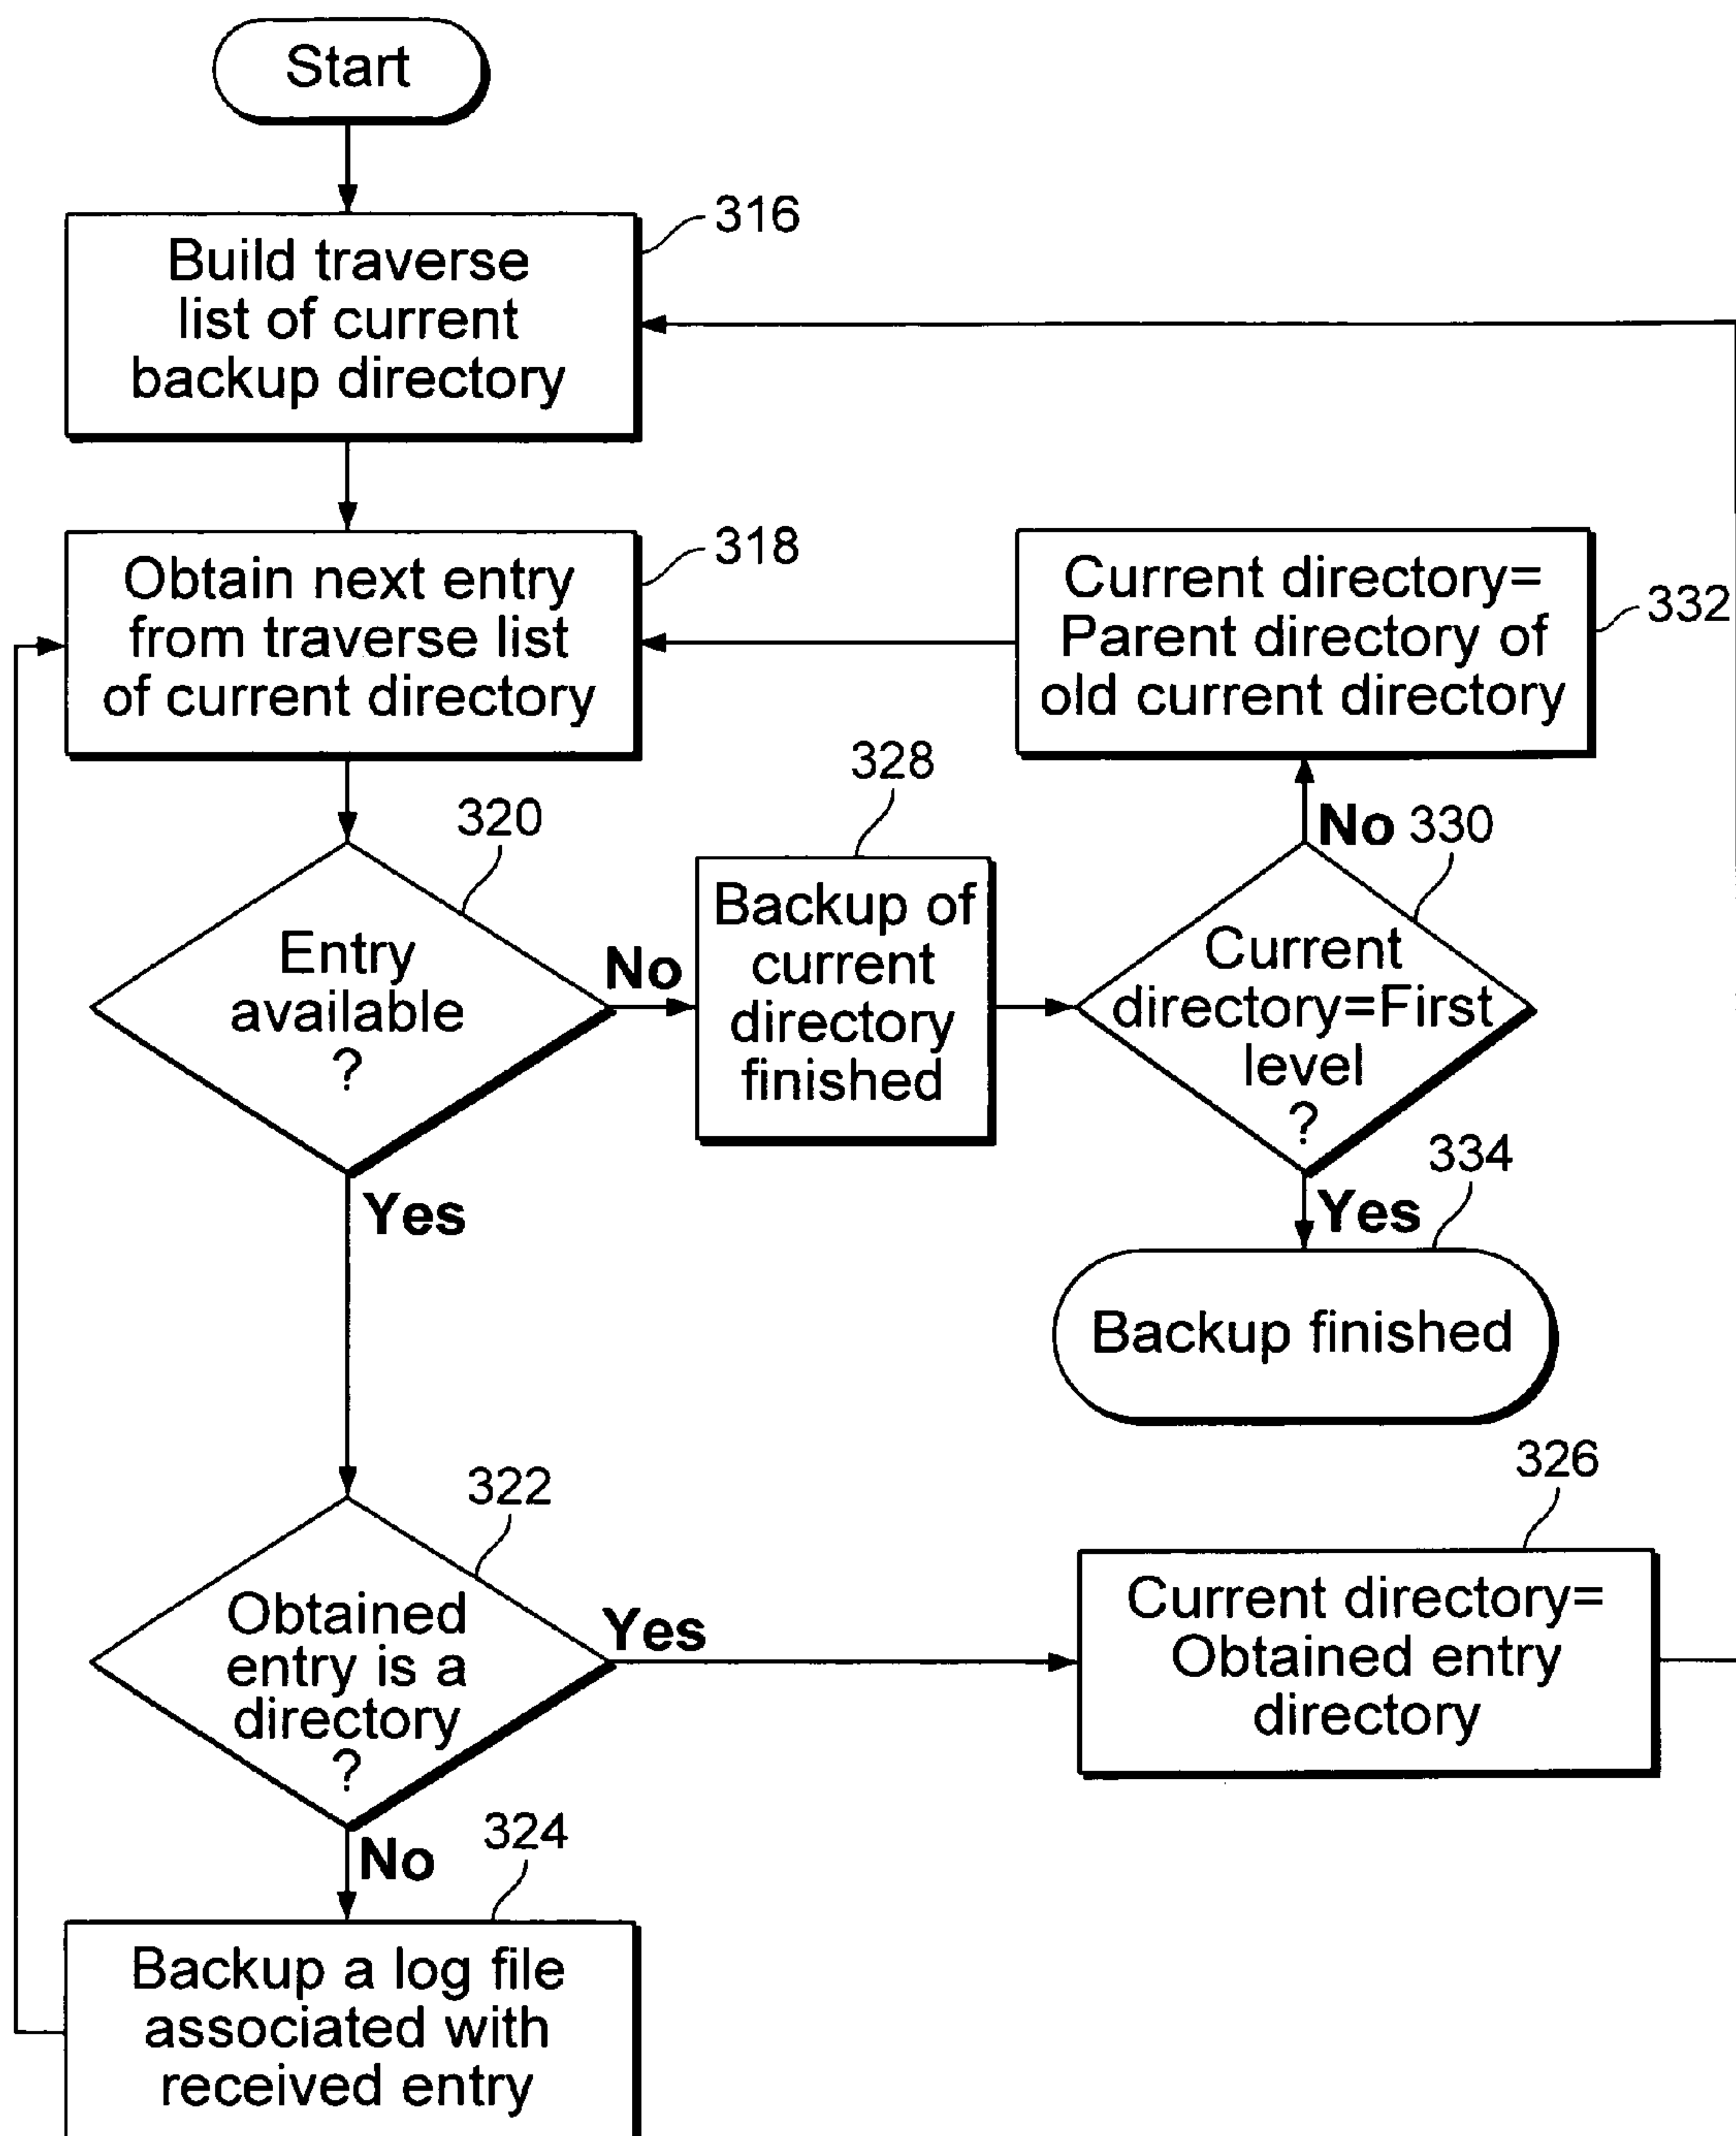 Start
316
Build traverse
list of current
backup directory
318
Obtain next entry
from traverse list
of current directory
332
Current directory=
Parent directory of
old current directory
320
Entry
available
?
No
Yes
328
Backup of
current
directory
finished
No
330
Current
directory=First
level
?
Yes
334
Backup finished
322
Obtained
entry is a
directory
?
Yes
No
326
Current directory=
Obtained entry
directory
324
Backup a log file
associated with
received entry